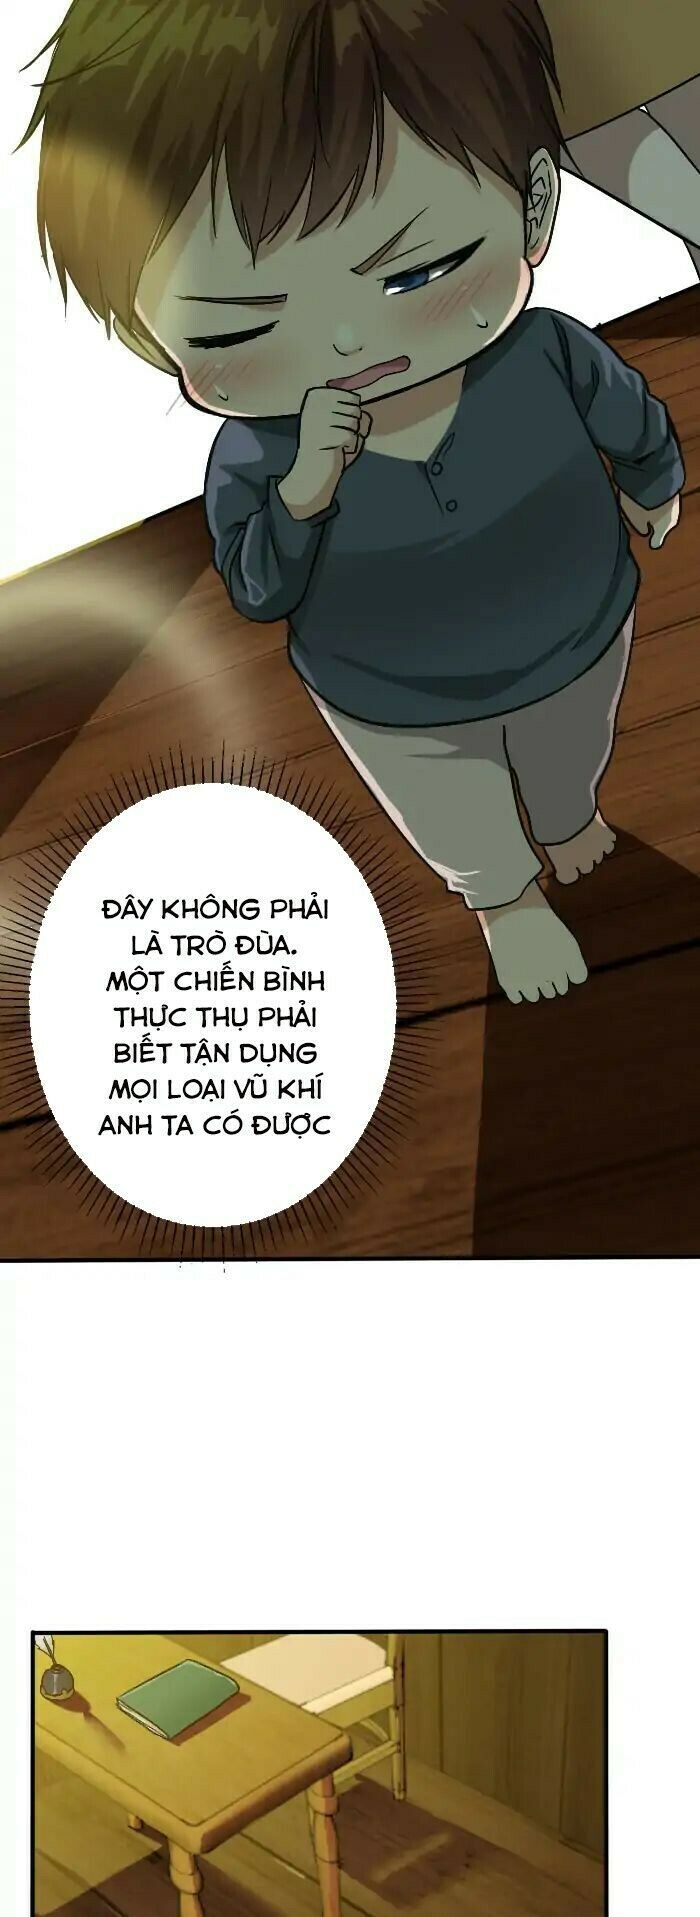 ĐÂY KHÔNG PHẢI
LÀ TRÒ ĐÙA.
MỘT CHIẾN BÌNH
THỰC THỤ PHẢI
BIẾT TẬN DỤNG
MỌI LOẠI VŨ KHÍ
ANH TA CÓ ĐƯỢC